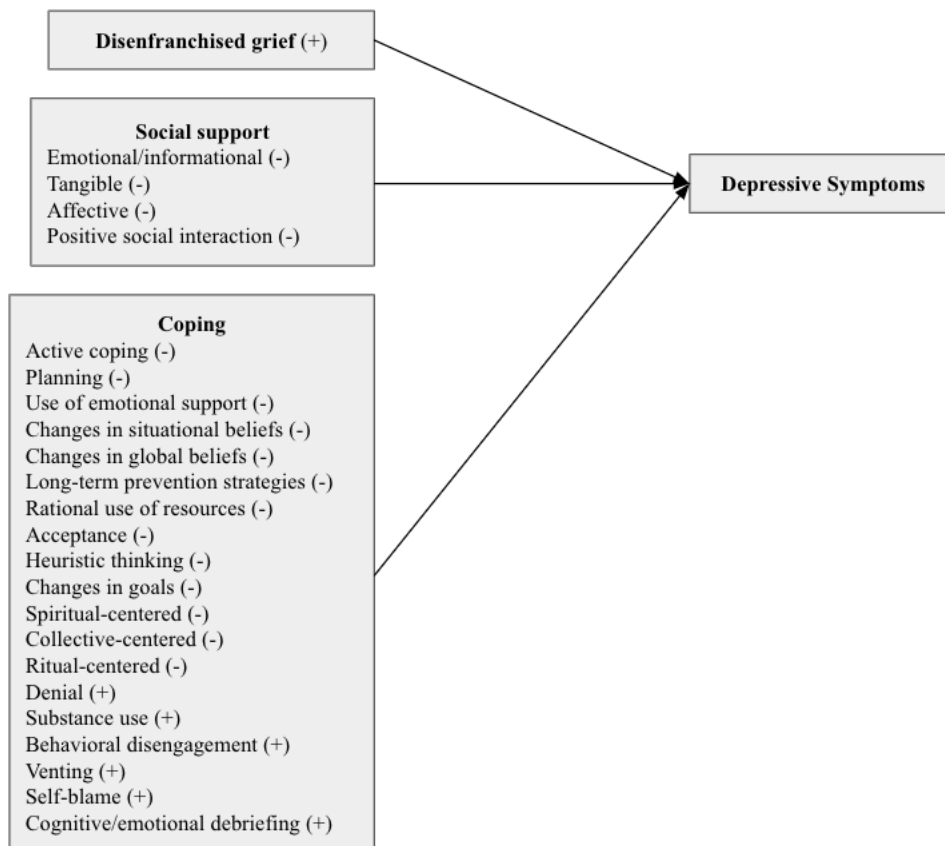 Disenfranchised grief (+)
Social support
Emotional/informational (-)
Tangible (-)
Affective (-)
Positive social interaction (-)
Depressive Symptoms
Coping
Active coping (-)
Planning (-)
Use of emotional support (-)
Changes in situational beliefs (-)
Changes in global beliefs (-)
Long-term prevention strategies (-)
Rational use of resources (-)
Acceptance (-)
Heuristic thinking (-)
Changes in goals (-)
Spiritual-centered (-)
Collective-centered (-)
Ritual-centered (-)
Denial (+)
Substance use (+)
Behavioral disengagement (+)
Venting (+)
Self-blame (+)
Cognitive/emotional debriefing (+)